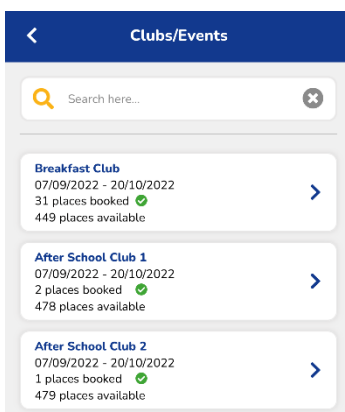 Clubs/Events
Search here...
Breakfast Club
07/09/2022 - 20/10/2022
31 places booked
449 places available
After School Club 1
07/09/2022 - 20/10/2022
2 places booked
478 places available
After School Club 2
07/09/2022 - 20/10/2022
1 places booked
479 places available